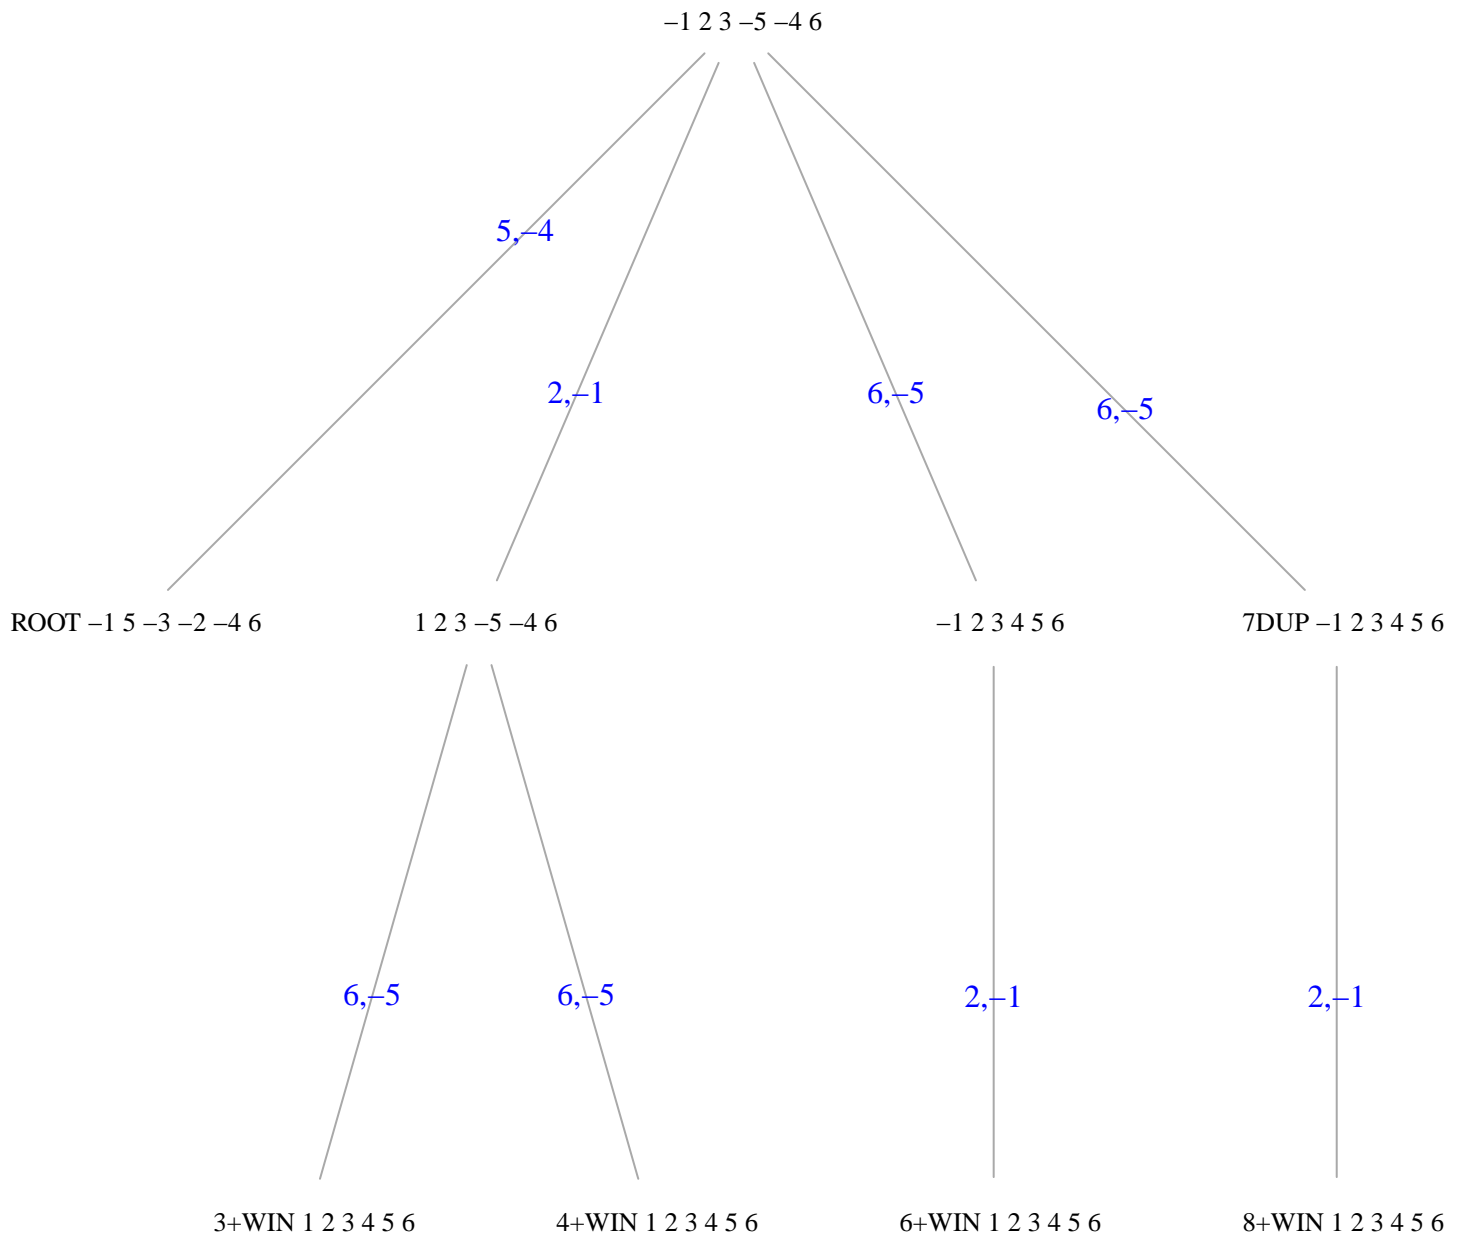 –1 2 3 –5 –4 6
5,–4
2,–1
6,–5
6,–5
ROOT –1 5 –3 –2 –4 6
1 2 3 –5 –4 6
–1 2 3 4 5 6
7DUP –1 2 3 4 5 6
6,–5
6,–5
2,–1
2,–1
3+WIN 1 2 3 4 5 6
4+WIN 1 2 3 4 5 6
6+WIN 1 2 3 4 5 6
8+WIN 1 2 3 4 5 6